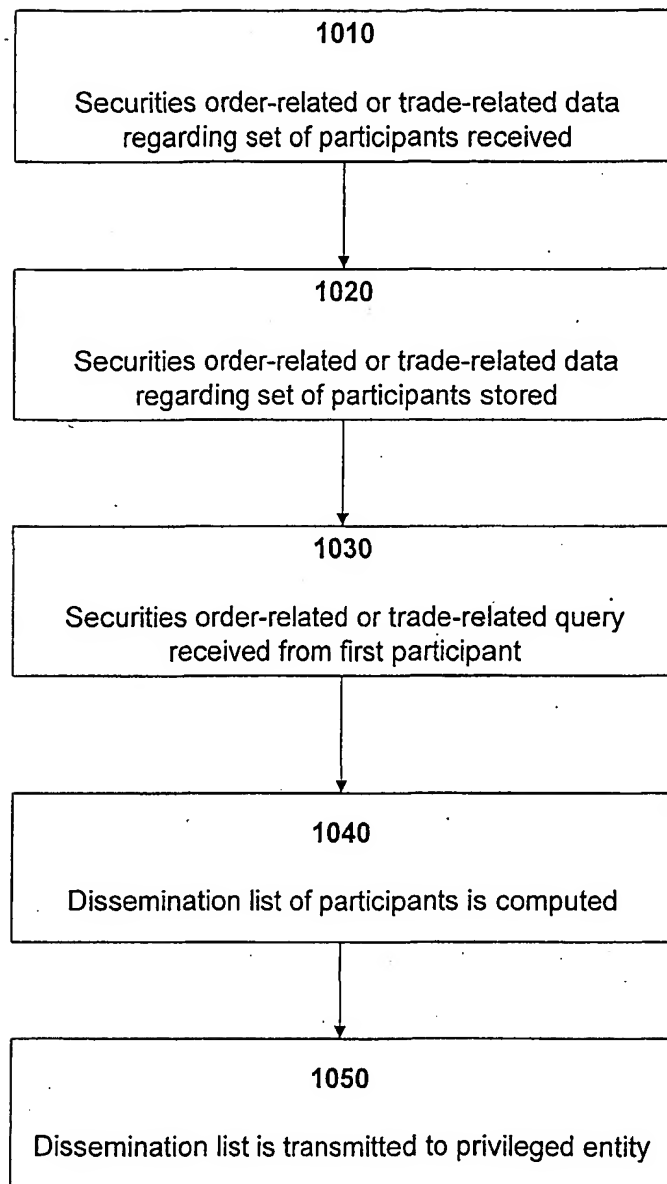 1010
Securities order-related or trade-related data
regarding set of participants received
1020
Securities order-related or trade-related data
regarding set of participants stored
1030
Securities order-related or trade-related query
received from first participant
1040
Dissemination list of participants is computed
1050
Dissemination list is transmitted to privileged entity